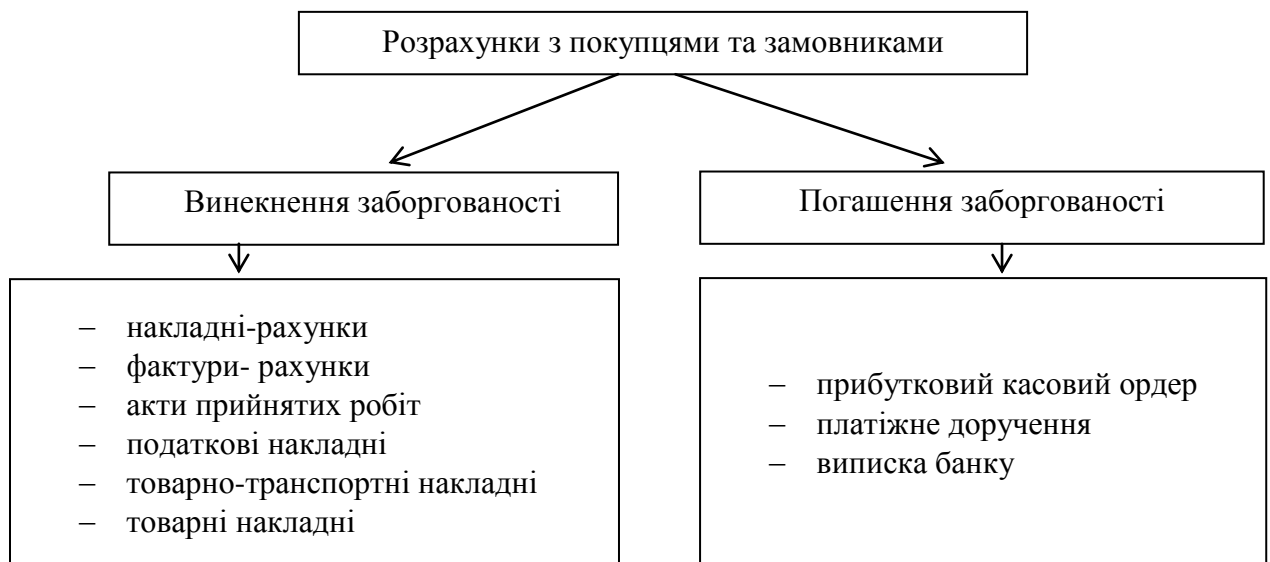 Розрахунки з покупцями та замовниками
Винекнення заборгованості
Погашення заборгованості
– накладні-рахунки
– фактури- рахунки
– акти прийнятих робіт
– податкові накладні
– товарно-транспортні накладні
– товарні накладні
– прибутковий касовий ордер
– платіжне доручення
– виписка банку